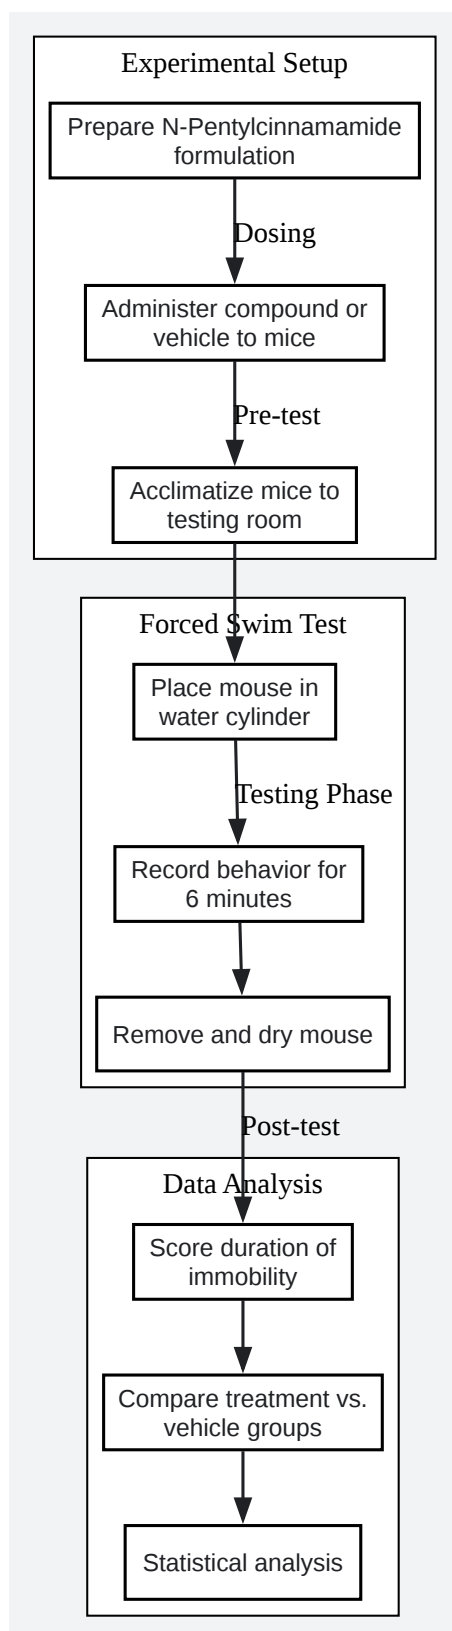 Experimental Setup
Prepare N-Pentylcinnamamide
formulation
Dosing
Administer compound or
vehicle to mice
Pre-test
Acclimatize mice to
testing room
Forced Swim Test
Place mouse in
water cylinder
Testing Phase
Record behavior for
6 minutes
Remove and dry mouse
Post-test
Data Analysis
Score duration of
immobility
Compare treatment vs.
vehicle groups
Statistical analysis